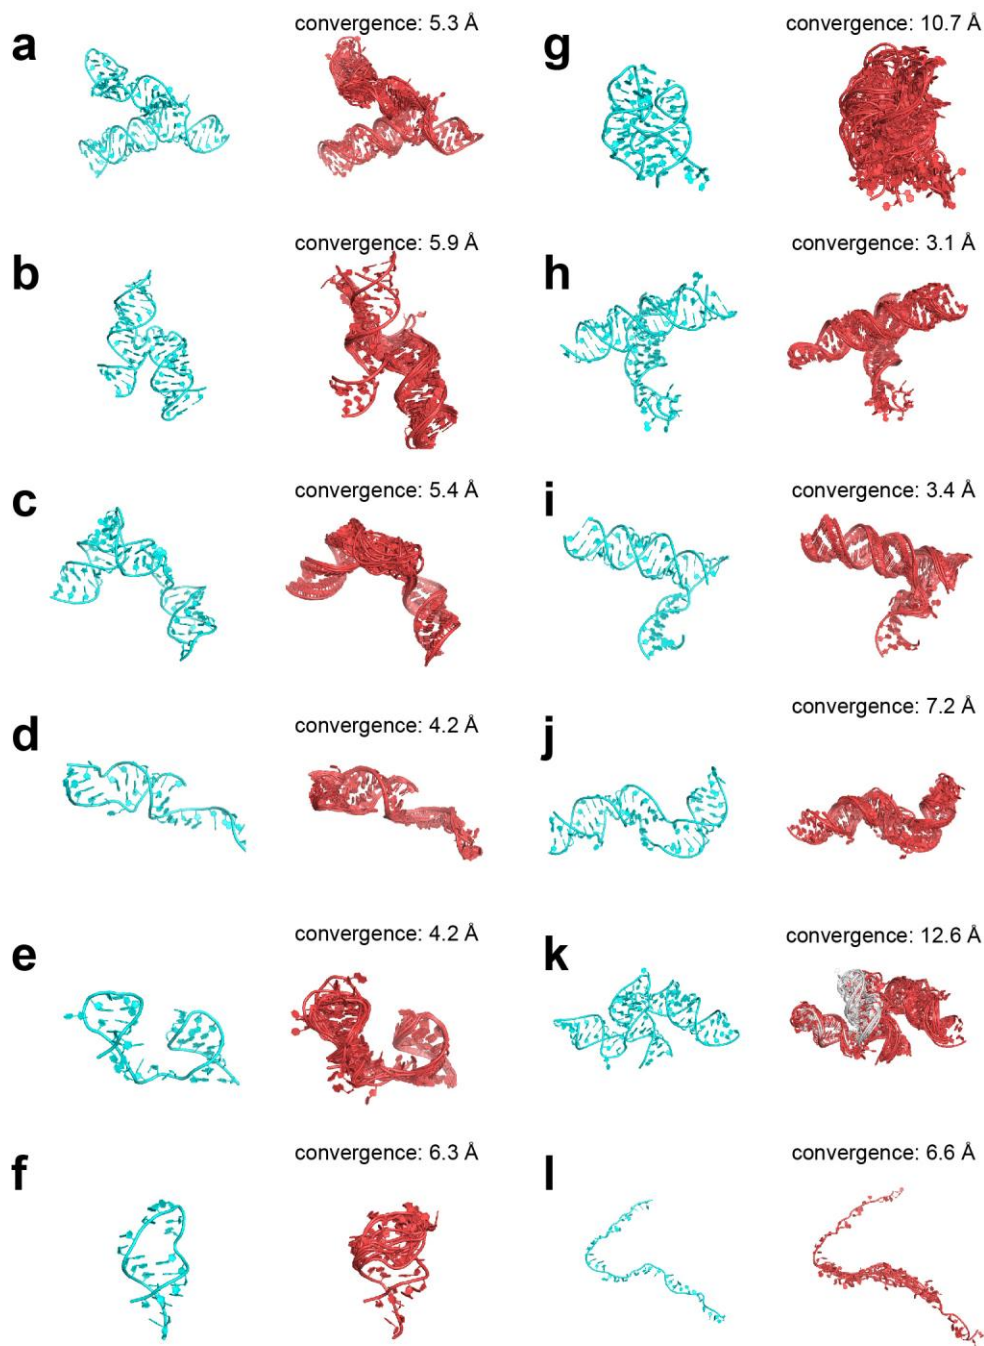 a
convergence: 5.3 Å
g
convergence: 10.7 Å
b
convergence: 5.9 Å
h
convergence: 3.1 Å
c
convergence: 5.4 Å
i
convergence: 3.4 Å
d
convergence: 4.2 Å
j
convergence: 7.2 Å
e
convergence: 4.2 Å
k
convergence: 12.6 Å
f
convergence: 6.3 Å
l
convergence: 6.6 Å